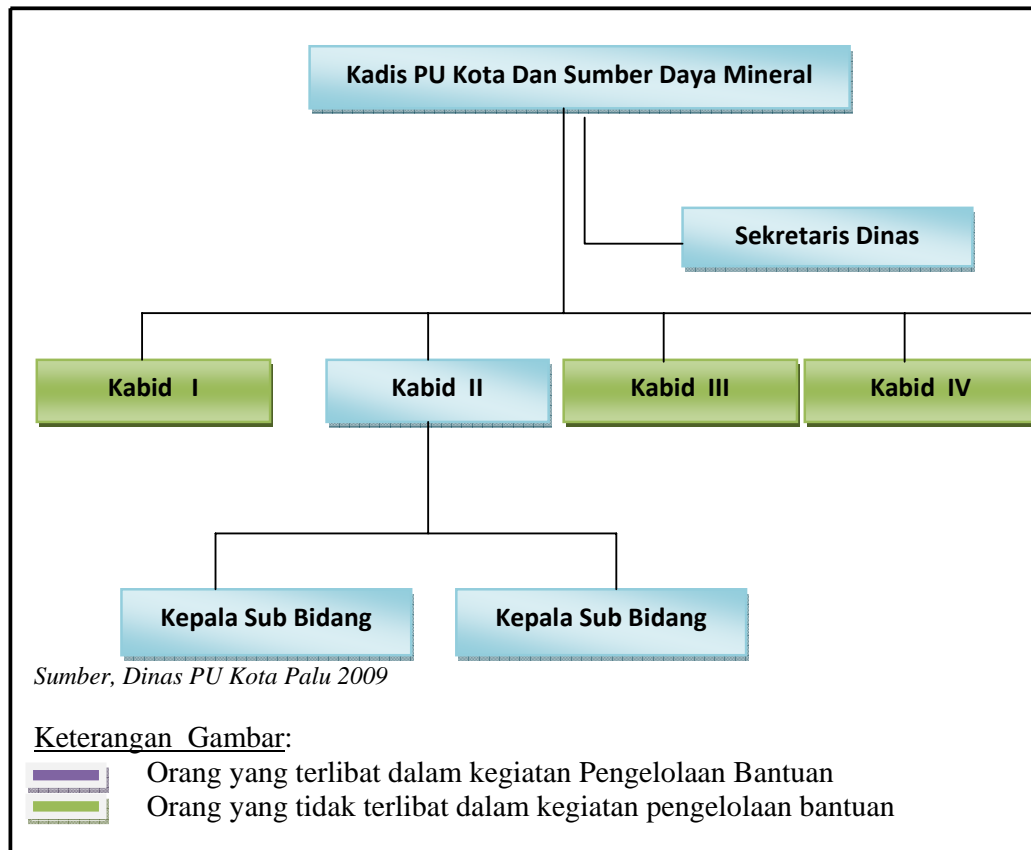 Kadis PU Kota Dan Sumber Daya Mineral
Sekretaris Dinas
Kabid I
Kabid II
Kabid III
Kabid IV
Kepala Sub Bidang
Kepala Sub Bidang
Sumber, Dinas PU Kota Palu 2009
Keterangan Gambar:
Orang yang terlibat dalam kegiatan Pengelolaan Bantuan
Orang yang tidak terlibat dalam kegiatan pengelolaan bantuan